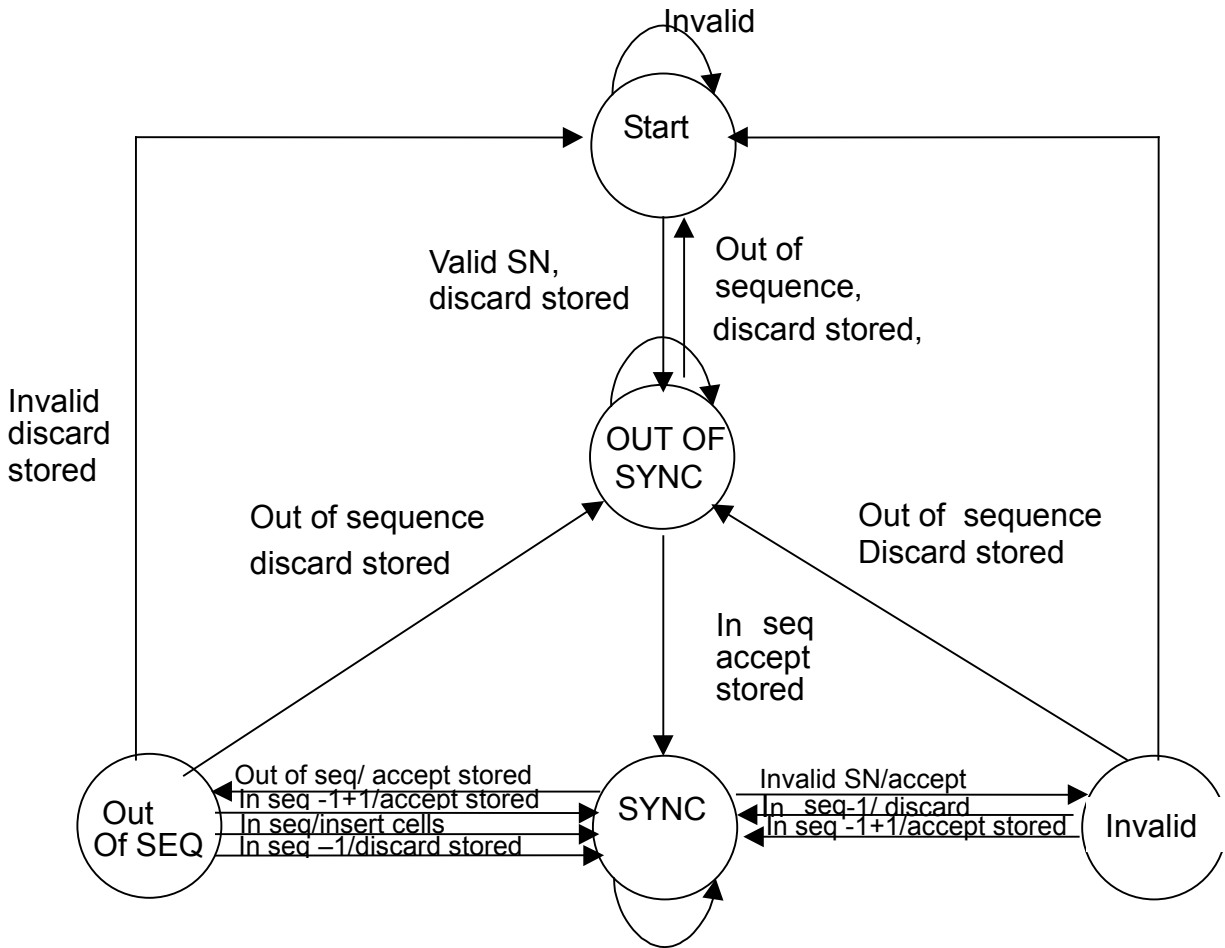 Invalid
Start
Valid SN,
discard stored
Out of
sequence,
discard stored,
Invalid
discard
stored
OUT OF
SYNC
Out of sequence
discard stored
Out of sequence
Discard stored
In seq
accept
stored
Out of seq/ accept stored
In seq -1+1/accept stored
In seq/insert cells
In seq –1/discard stored
Out
Of SEQ
SYNC
Invalid SN/accept
In seq-1/ discard
In seq -1+1/accept stored
Invalid